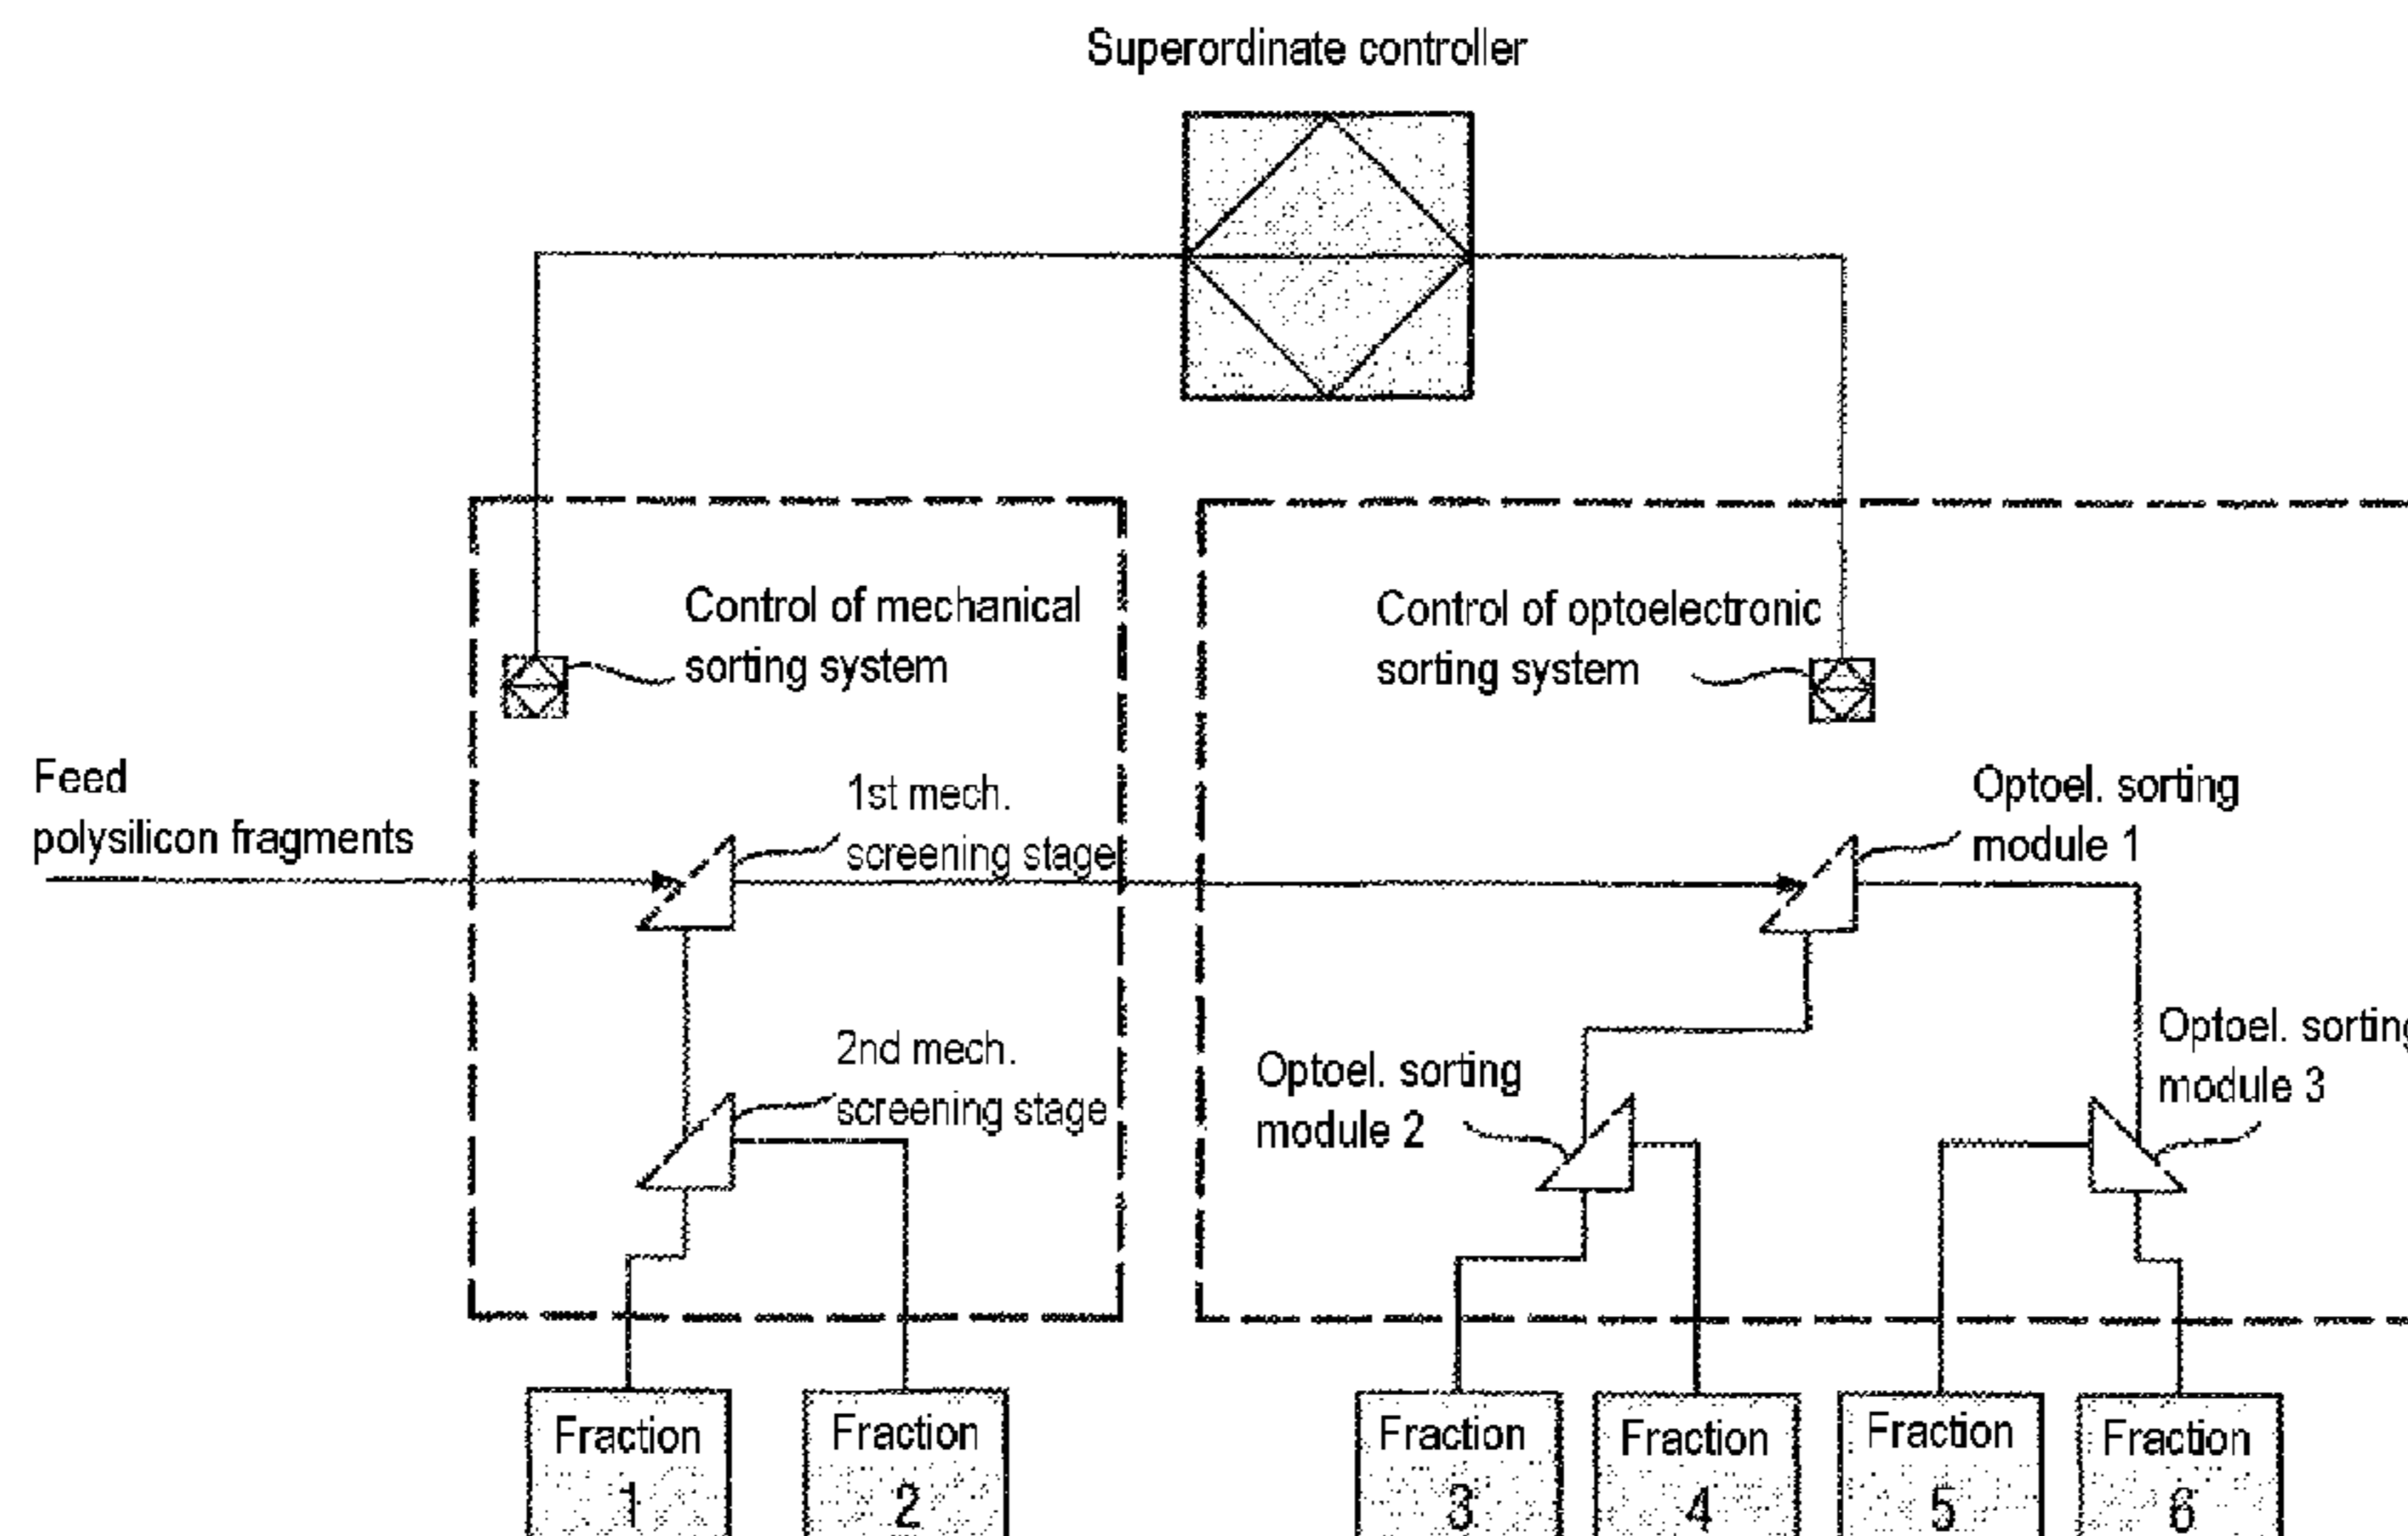 Superordinate controller
Control of mechanical
sorting system
Control of optoelectronic
sorting system
Feed
polysilicon fragments
1st mech.
screening stage
Optoel. sorting
module 1
2nd mech.
screening stage
Optoel. sorting
module 2
Optoel. sorting
module 3
Fraction
1
Fraction
2
Fraction
3
Fraction
4
Fraction
5
Fraction
6